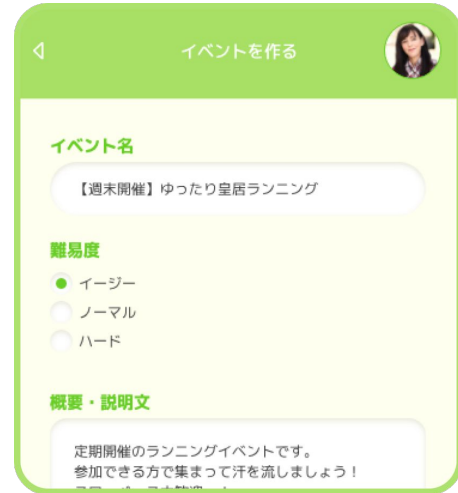 イベントを作る
イベント名
【週末開催】ゆったり皇居ランニング
難易度
イージー
ノーマル
ハード
概要・説明文
定期開催のランニングイベントです。
参加できる方で集まって汗を流しましょう！